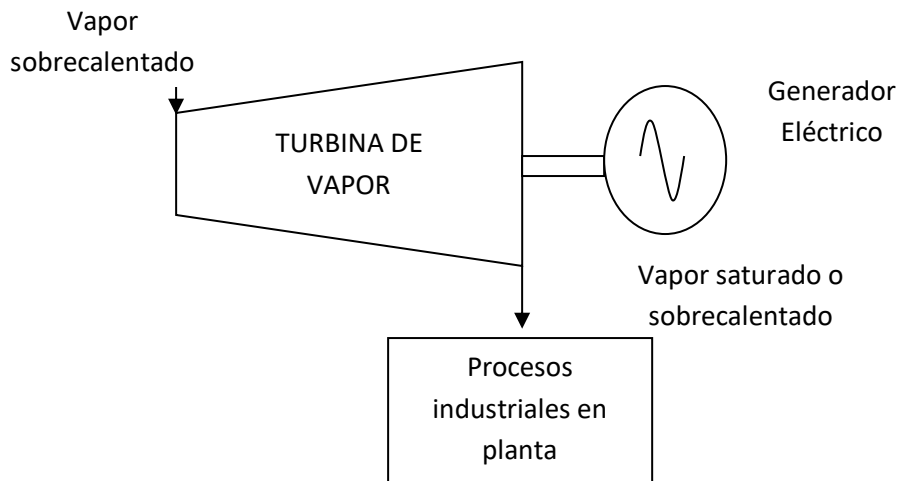 Vapor
sobrecalentado
TURBINA DE
VAPOR
Generador
Eléctrico
Vapor saturado o
sobrecalentado
Procesos
industriales en
planta